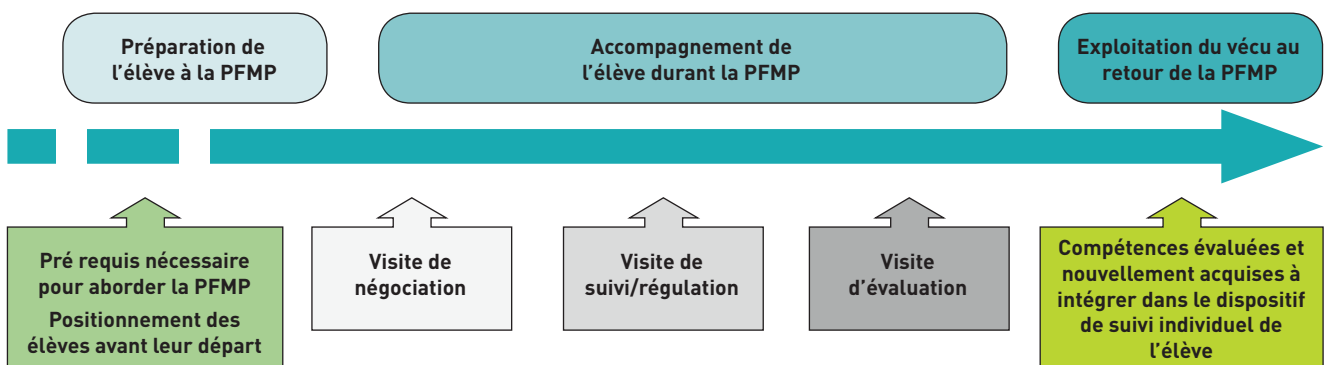 Préparation de
l’élève à la PFMP
Accompagnement de
l’élève durant la PFMP
Exploitation du vécu au
retour de la PFMP
Pré requis nécessaire
pour aborder la PFMP
Positionnement des
élèves avant leur départ
Visite de
négociation
Visite de
suivi/régulation
Visite
d’évaluation
Compétences évaluées et
nouvellement acquises à
intégrer dans le dispositif
de suivi individuel de
l’élève